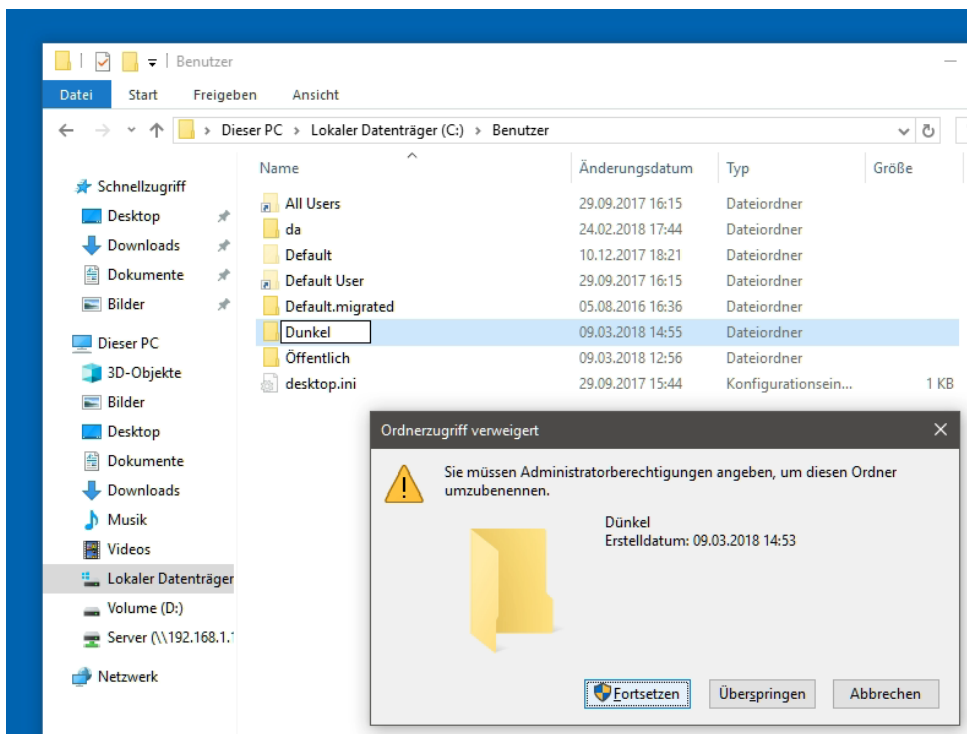 Benutzer
Datei Start Freigeben Ansicht
Dieser PC > Lokaler Datenträger (C:) > Benutzer
Name Änderungsdatum Typ Größe
Schnellzugriff
Desktop
Downloads
Dokumente
Bilder
Dieser PC
3D-Objekte
Bilder
Desktop
Dokumente
Downloads
Musik
Videos
Lokaler Datenträger
Volume (D:)
Server (\\192.168.1.1
Netzwerk
All Users 29.09.2017 16:15 Dateiordner
da 24.02.2018 17:44 Dateiordner
Default 10.12.2017 18:21 Dateiordner
Default User 29.09.2017 16:15 Dateiordner
Default.migrated 05.08.2016 16:36 Dateiordner
Dunkel 09.03.2018 14:55 Dateiordner
Öffentlich 09.03.2018 12:56 Dateiordner
desktop.ini 29.09.2017 15:44 Konfigurationsein... 1 KB
Ordnerzugriff verweigert
Sie müssen Administratorberechtigungen angeben, um diesen Ordner
umzubenennen.
Dünkel
Erstelldatum: 09.03.2018 14:53
Fortsetzen Überspringen Abbrechen